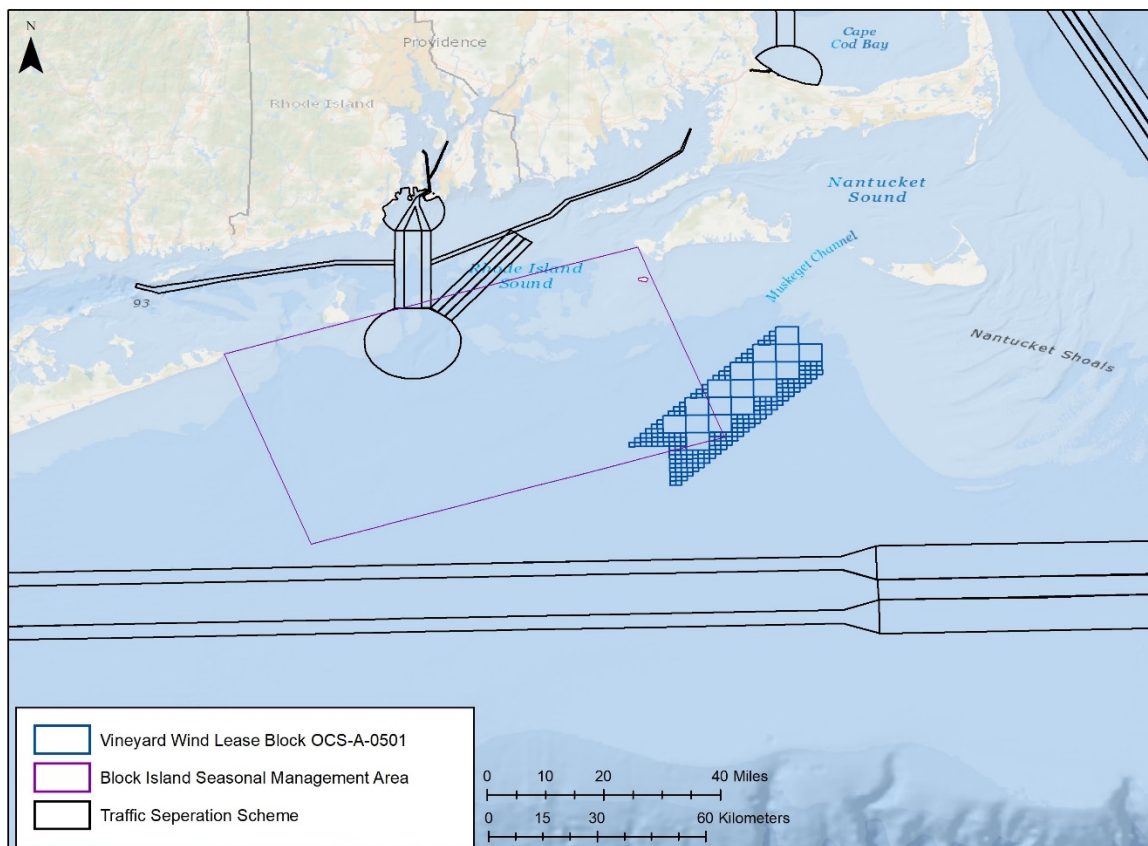 N
Providence
Cape
Cod Bay
Rhode Island
Nantucket
Sound
Rhode Island
Sound
Muskeget Channel
93
Nantucket Shoals
Vineyard Wind Lease Block OCS-A-0501
Block Island Seasonal Management Area
Traffic Seperation Scheme
0 10 20 40 Miles
0 15 30 60 Kilometers